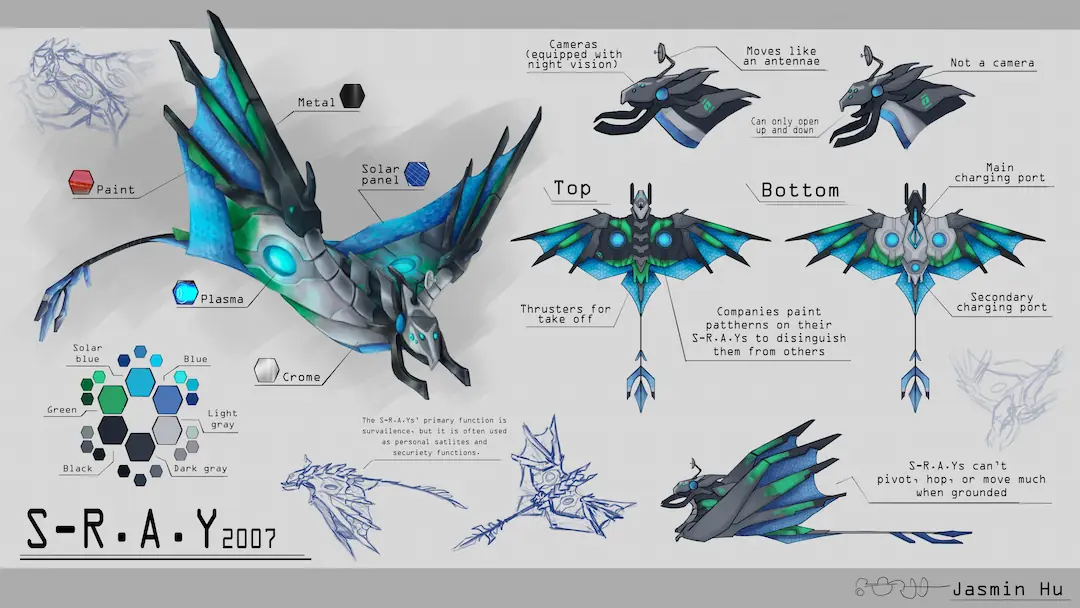 Cameras
(equipped with
night vision)
Moves like
an antennae
Not a camera
Can only open
up and down
Metal
Paint
Solar
panel
Plasma
Crome
Top
Bottom
Main
charging port
Thrusters for
take off
Companies paint
pattherns on their
S-R.A.Ys to disinguish
them from others
Secondary
charging port
Solar
blue
Blue
Green
Light
gray
Black
Dark gray
The S-R.A.Ys' primary function is
survailence, but it is often used
as personal satlites and
securiety functions.
S-R.A.Ys can't
pivot, hop, or move much
when grounded
S-R.A.Y 2007
Jasmin Hu